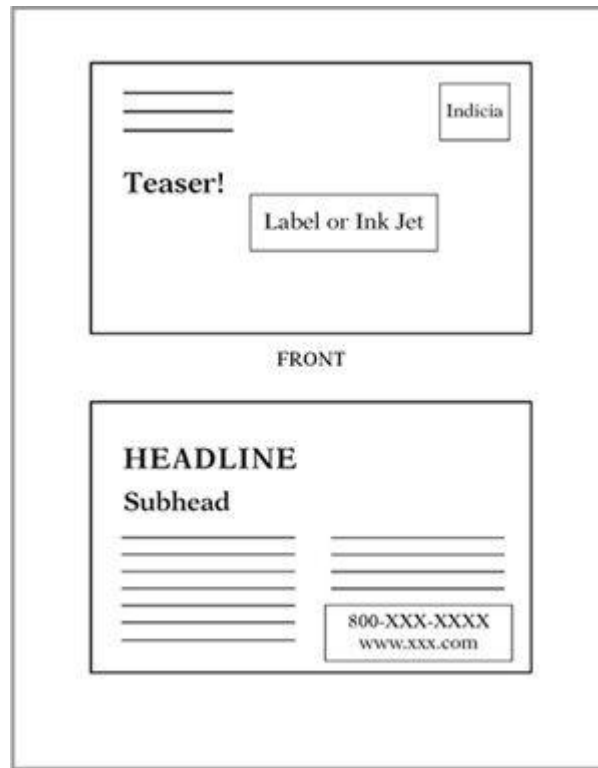 Indicia
Teaser!
Label or Ink Jet
FRONT
HEADLINE
Subhead
800-XXX-XXXX
www.xxx.com